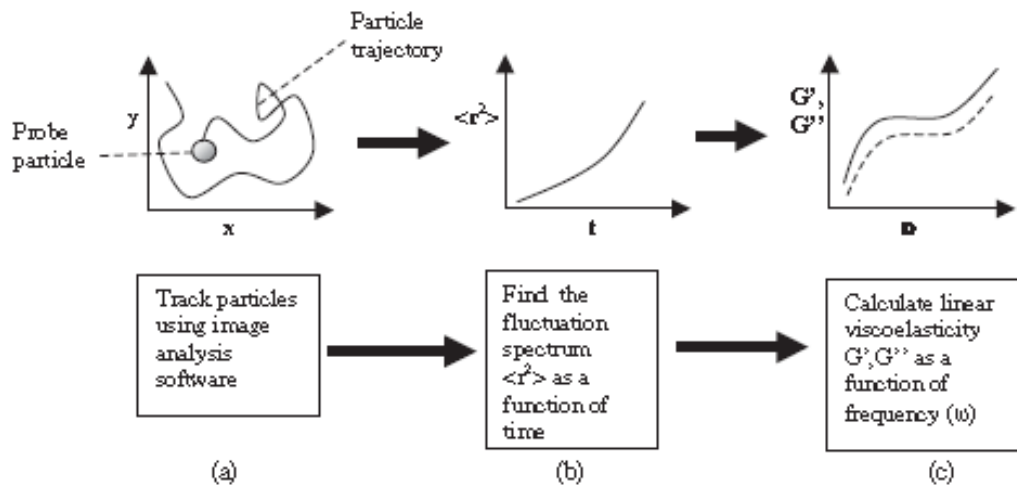 Particle
trajectory
y
Probe
particle
x
<r²>
t
G’,
G’’
Track particles
using image
analysis
software
Find the
fluctuation
spectrum
<r²> as a
function of
time
Calculate linear
viscoelasticity
G’,G’’ as a
function of
frequency (ω)
(a)
(b)
(c)